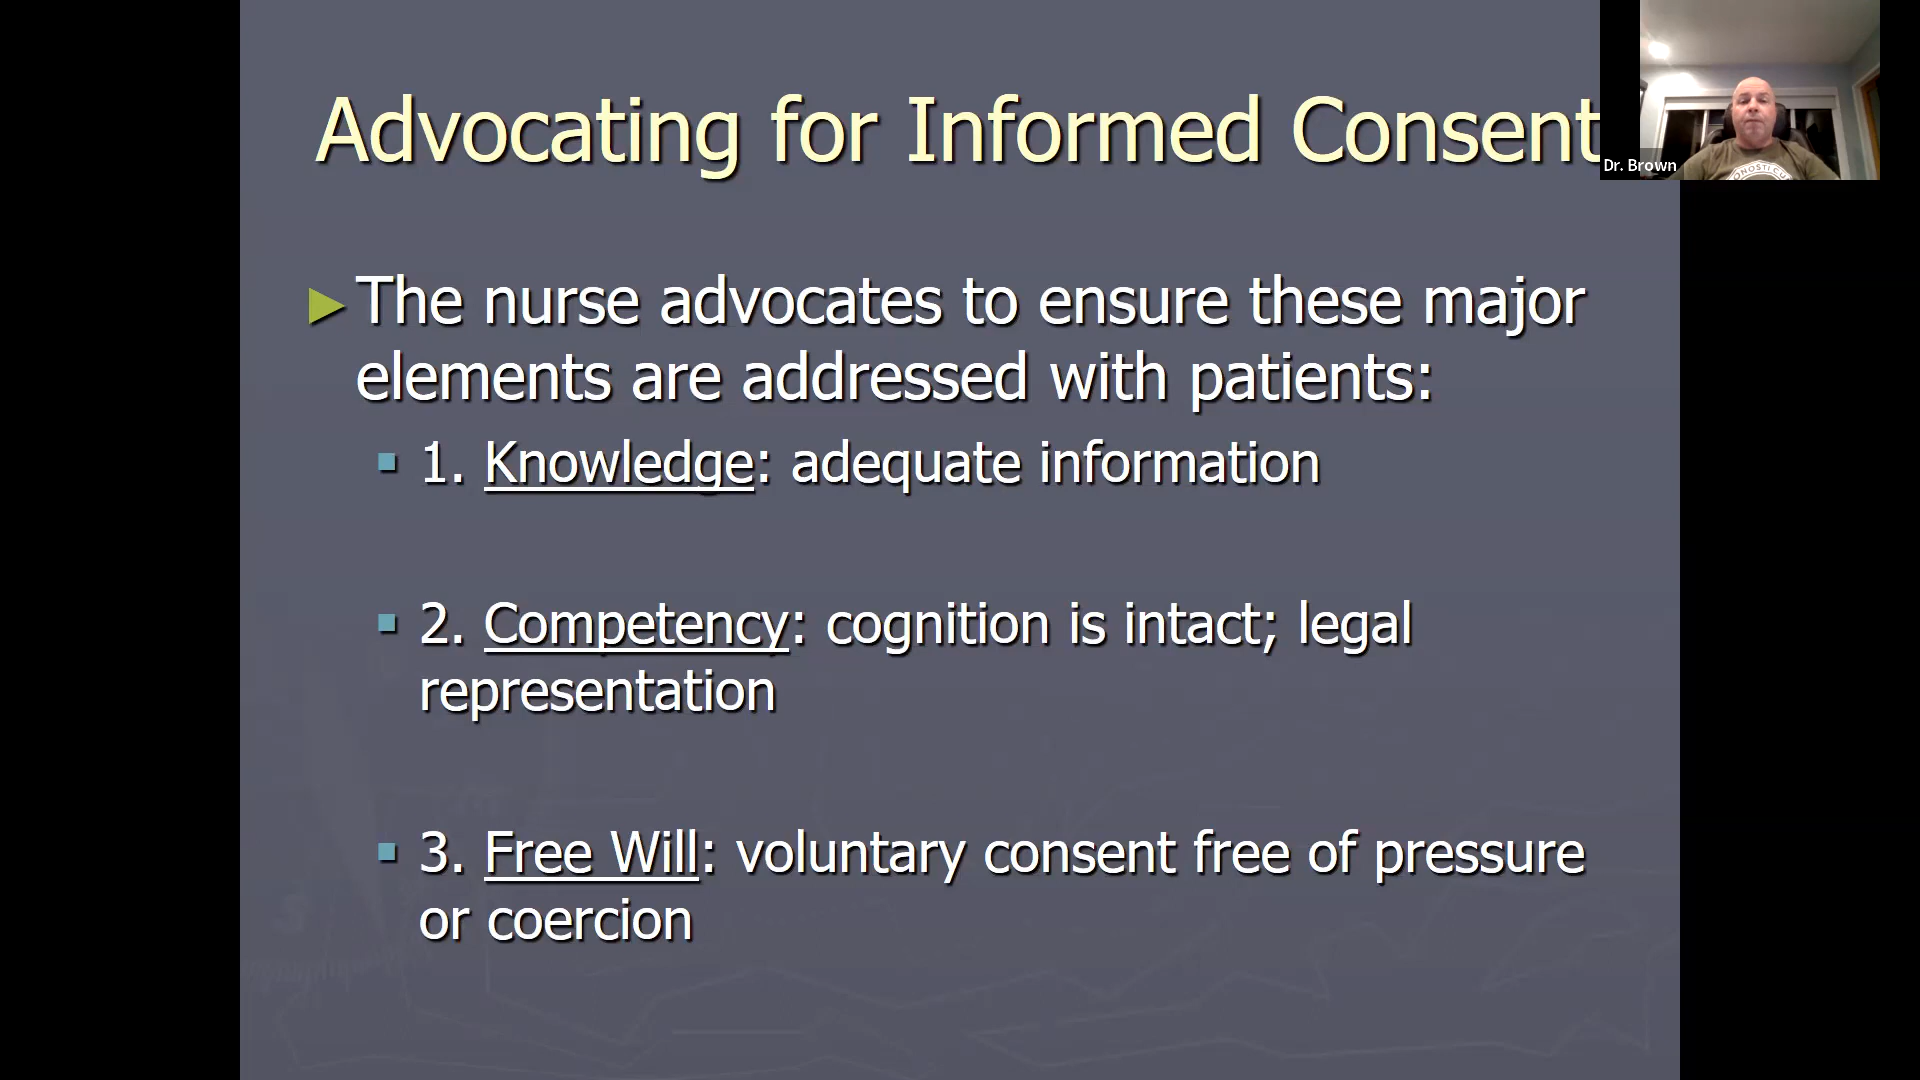 Advocating for Informed Consent
Dr. Brown
The nurse advocates to ensure these major
elements are addressed with patients:
1. Knowledge: adequate information
2. Competency: cognition is intact; legal
representation
3. Free Will: voluntary consent free of pressure
or coercion